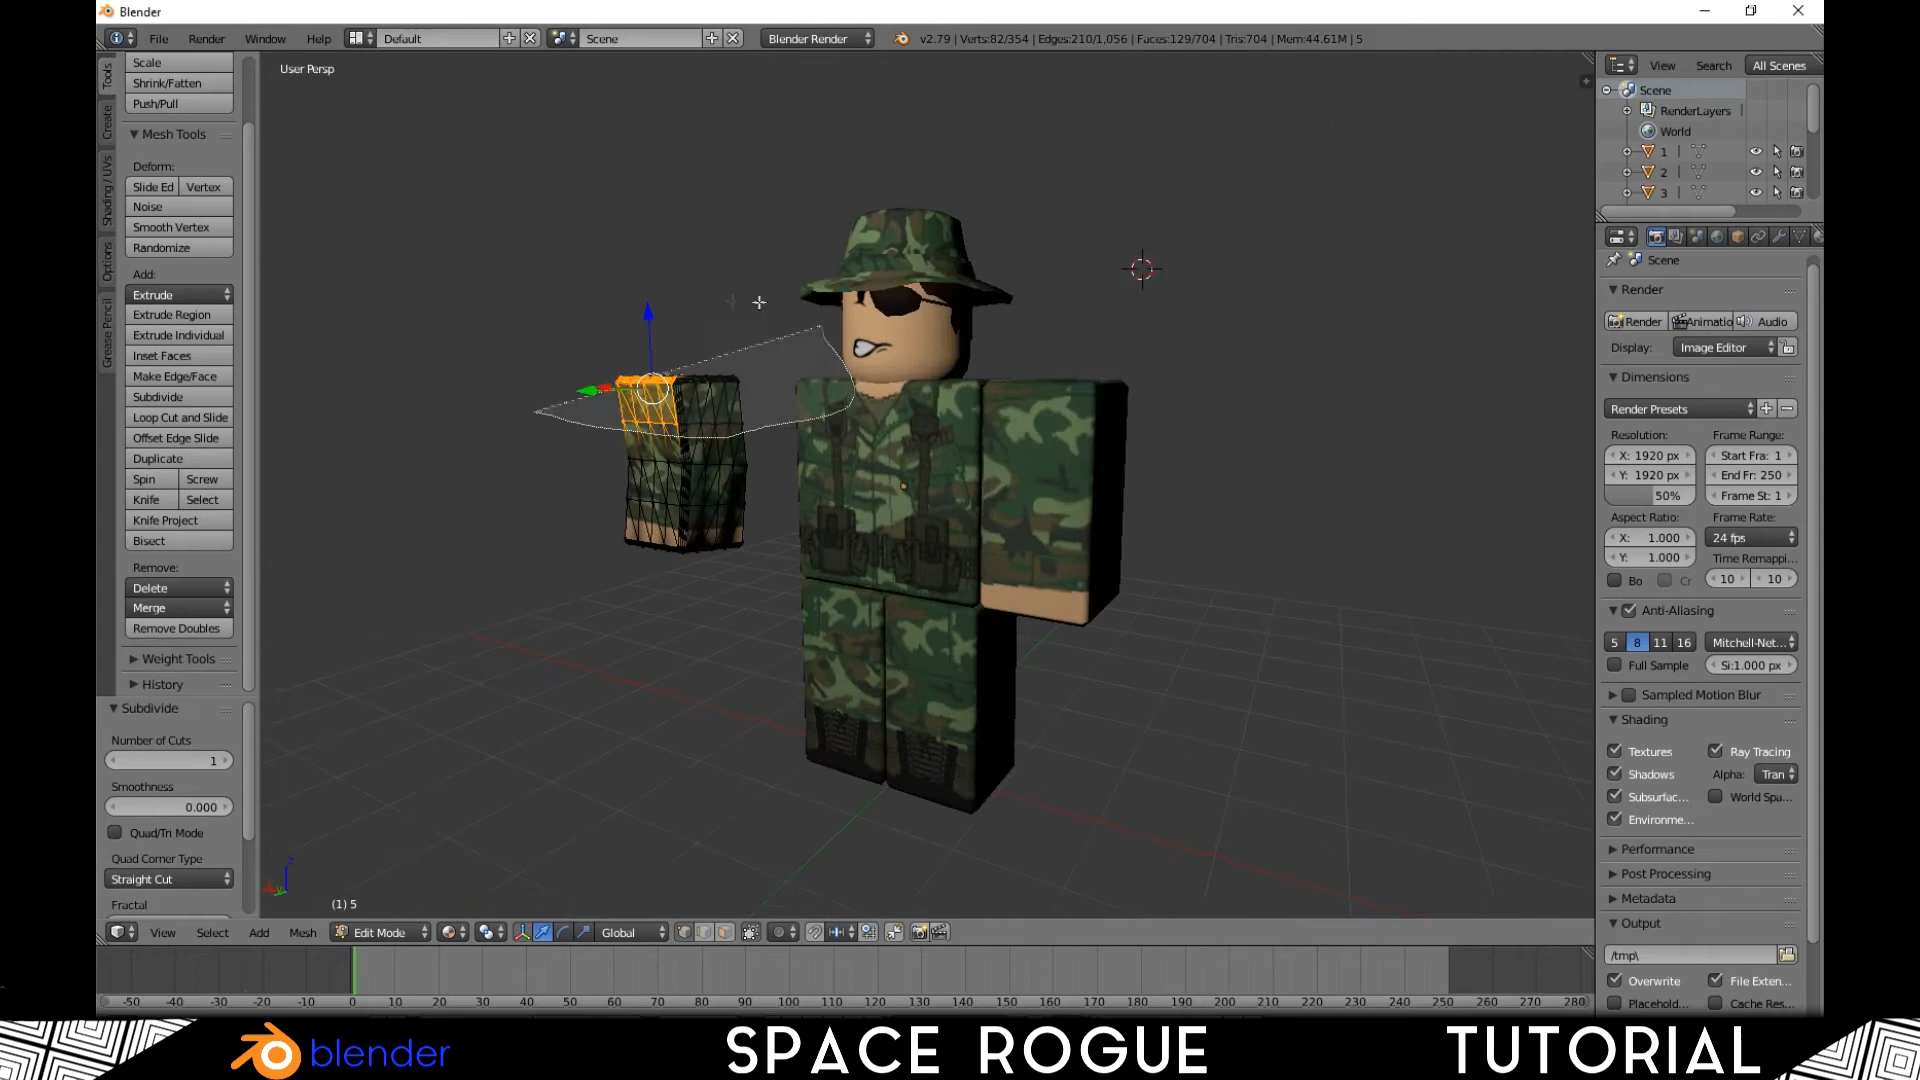 Blender
File Render Window Help Default Scene Blender Render v2.79 | Verts:82/354 | Edges:210/1,056 | Faces:129/704 | Tris:704 | Mem:44.61M | 5
User Persp
Tools
Create
Shading / UVs
Options
Grease Pencil
Scale
Shrink/Fatten
Push/Pull
Mesh Tools
Deform:
Slide Ed Vertex
Noise
Smooth Vertex
Randomize
Add:
Extrude
Extrude Region
Extrude Individual
Inset Faces
Make Edge/Face
Subdivide
Loop Cut and Slide
Offset Edge Slide
Duplicate
Spin Screw
Knife Select
Knife Project
Bisect
Remove:
Delete
Merge
Remove Doubles
Weight Tools
History
Subdivide
Number of Cuts
1
Smoothness
0.000
Quad/Tri Mode
Quad Corner Type
Straight Cut
Fractal
z
(1) 5
View Select Add Mesh Edit Mode Global
-50 -40 -30 -20 -10 0 10 20 30 40 50 60 70 80 90 100 110 120 130 140 150 160 170 180 190 200 210 220 230 240 250 260 270 280
View Search All Scenes
Scene
RenderLayers
World
1
2
3
Scene
Render
Render Animatio Audio
Display: Image Editor
Dimensions
Render Presets
Resolution: Frame Range:
X: 1920 px Start Fra: 1
Y: 1920 px End Fr: 250
50% Frame St: 1
Aspect Ratio: Frame Rate:
X: 1.000 24 fps
Y: 1.000 Time Remappi...
Bo Cr 10 10
Anti-Aliasing
5 8 11 16 Mitchell-Net...
Full Sample Si:1.000 px
Sampled Motion Blur
Shading
Textures Ray Tracing
Shadows Alpha: Tran
Subsurfac... World Spa...
Environme...
Performance
Post Processing
Metadata
Output
/tmp\
Overwrite File Exten...
Placehold... Cache Res...
blender SPACE ROGUE TUTORIAL